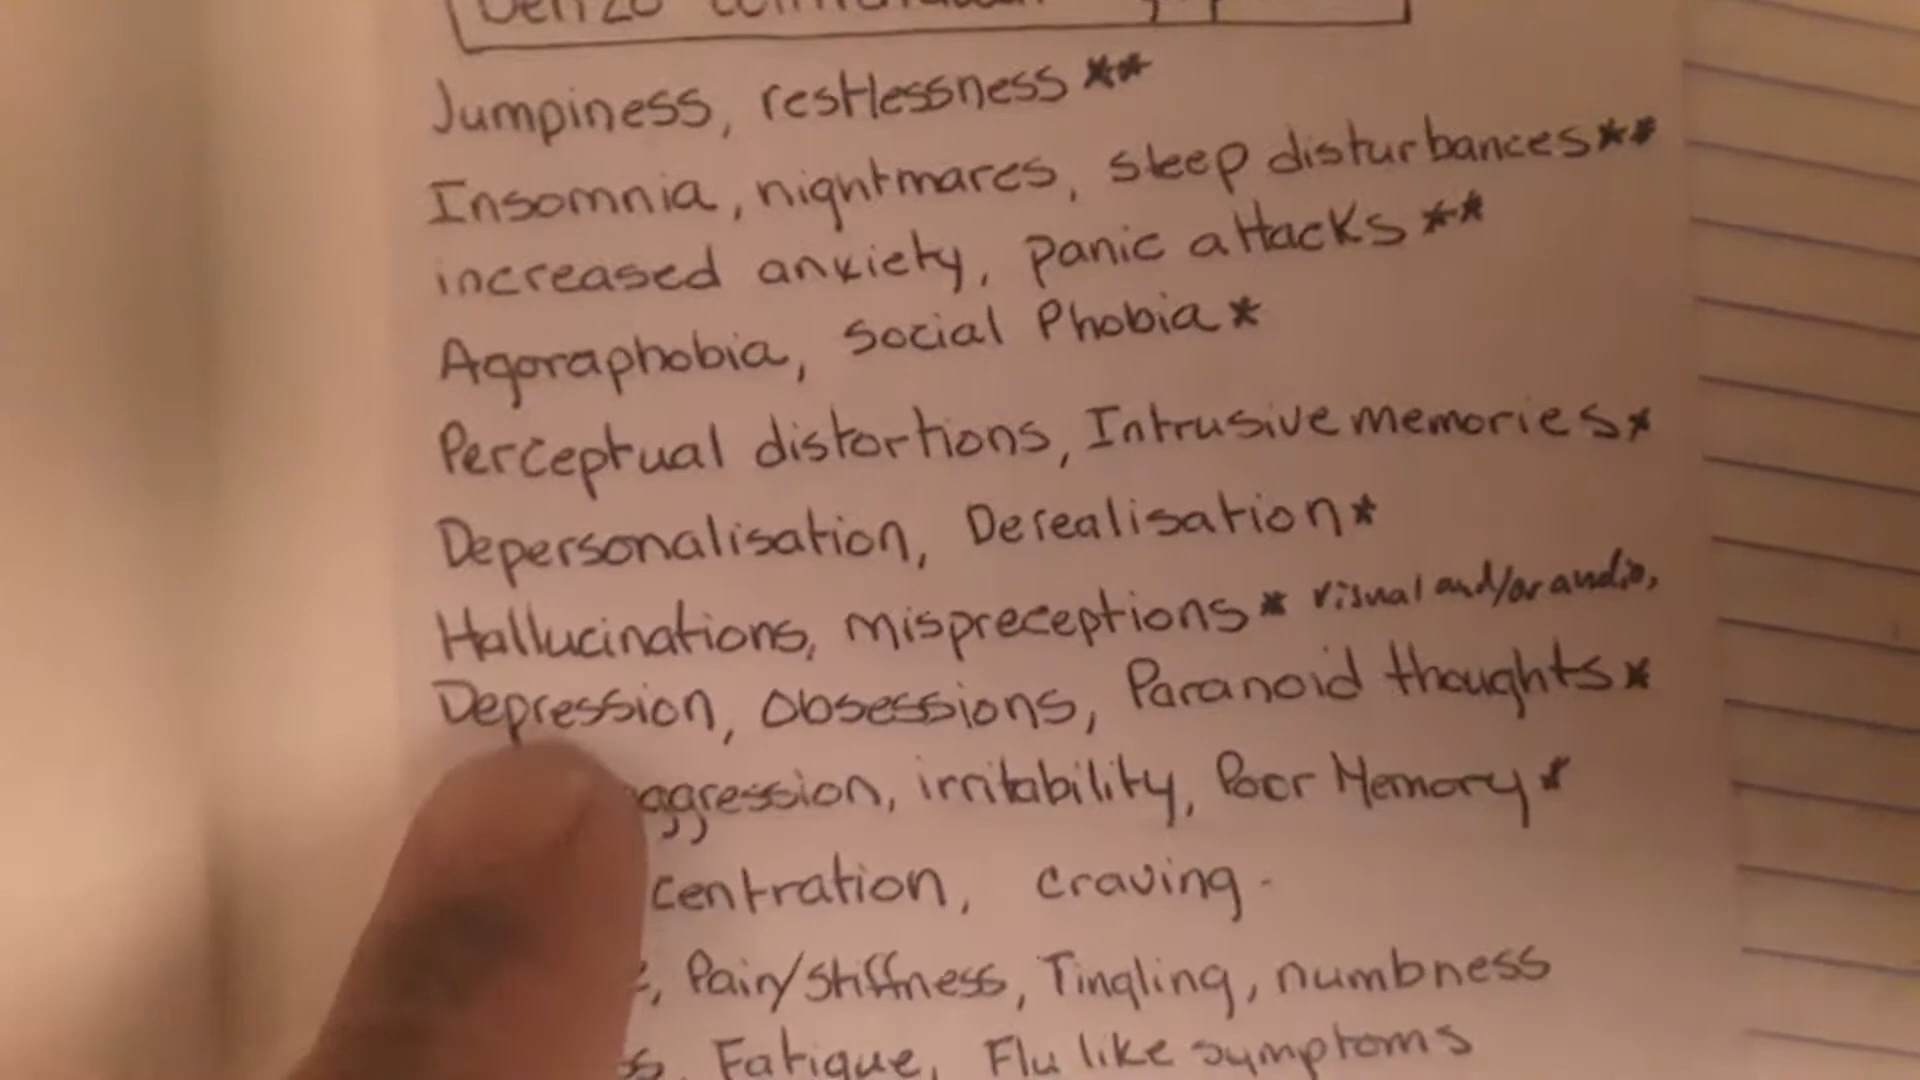 Jumpiness, restlessness **
Insomnia, nightmares, sleep disturbances **
increased anxiety, panic attacks **
Agoraphobia, Social Phobia *
Perceptual distortions, Intrusive memories *
Depersonalisation, Derealisation *
Hallucinations, mispreceptions * visual and/or audio,
Depression, Obsessions, Paranoid thoughts *
aggression, irritability, Poor Memory *
centration, craving -
Pain/Stiffness, Tingling, numbness
Fatigue, Flu like symptoms